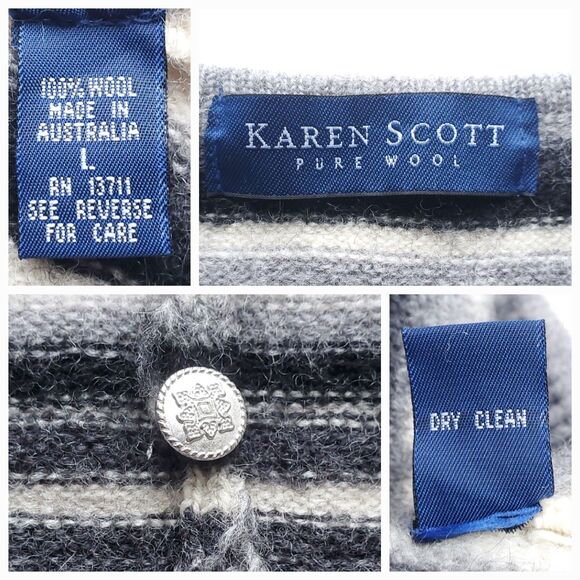 100% WOOL
MADE IN
AUSTRALIA
L
RN 13711
SEE REVERSE
FOR CARE
KAREN SCOTT
PURE WOOL
DRY CLEAN